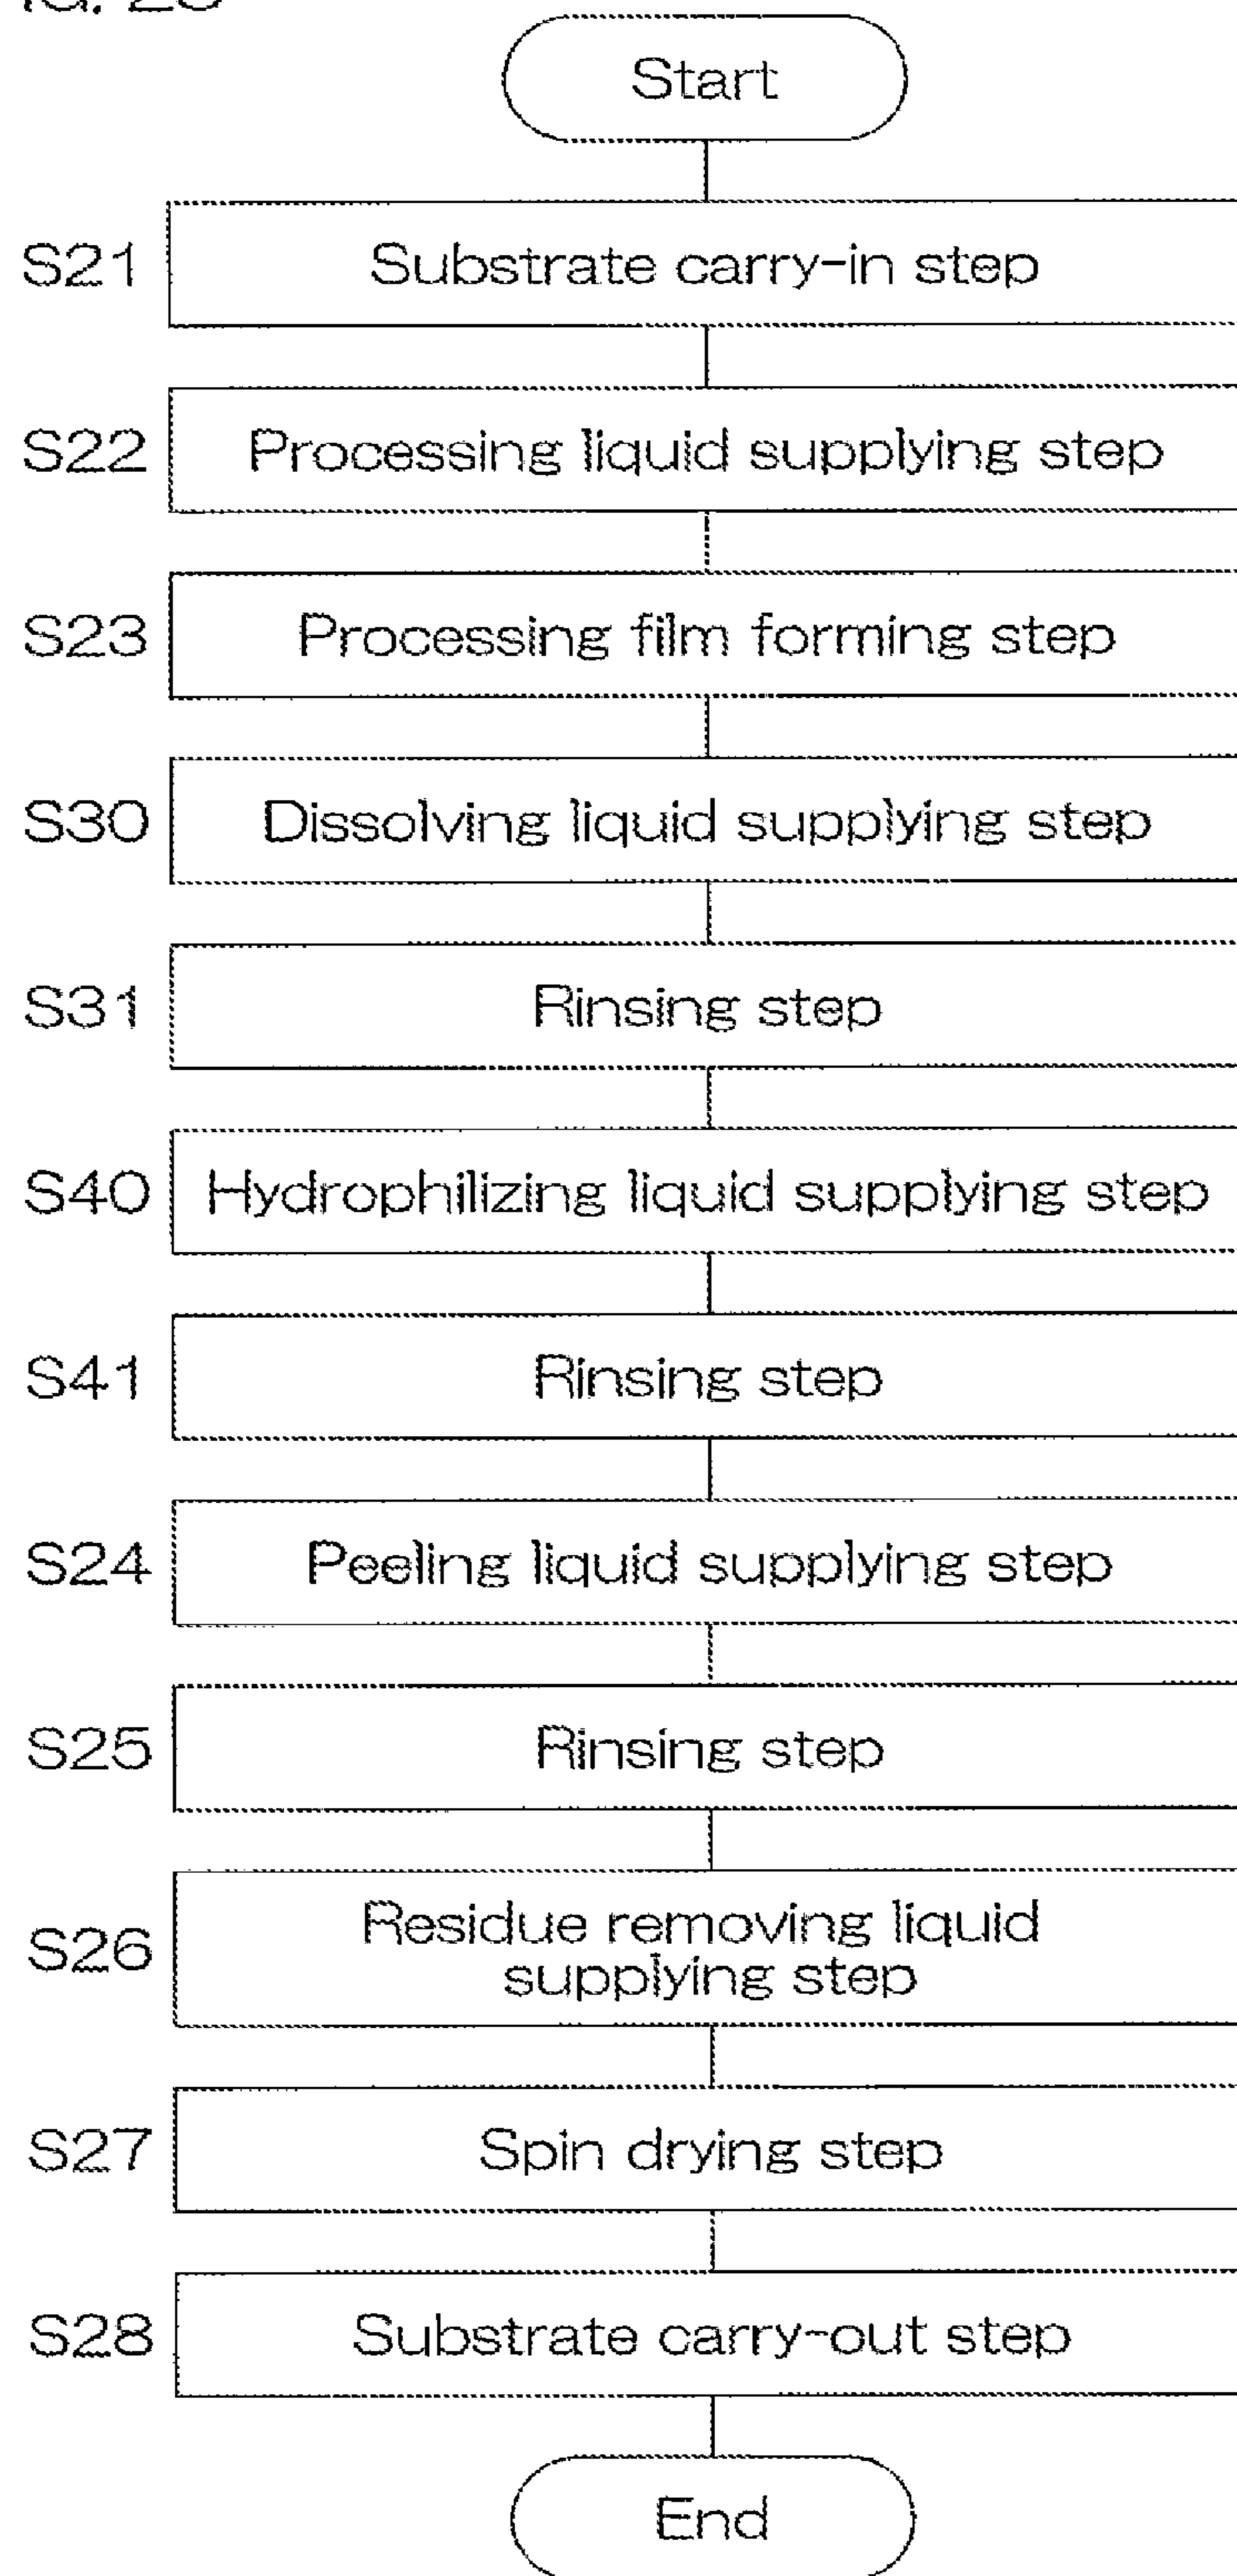 Start
S21 Substrate carry-in step
S22 Processing liquid supplying step
S23 Processing film forming step
S30 Dissolving liquid supplying step
S31 Rinsing step
S40 Hydrophilizing liquid supplying step
S41 Rinsing step
S24 Peeling liquid supplying step
S25 Rinsing step
S26 Residue removing liquid
supplying step
S27 Spin drying step
S28 Substrate carry-out step
End